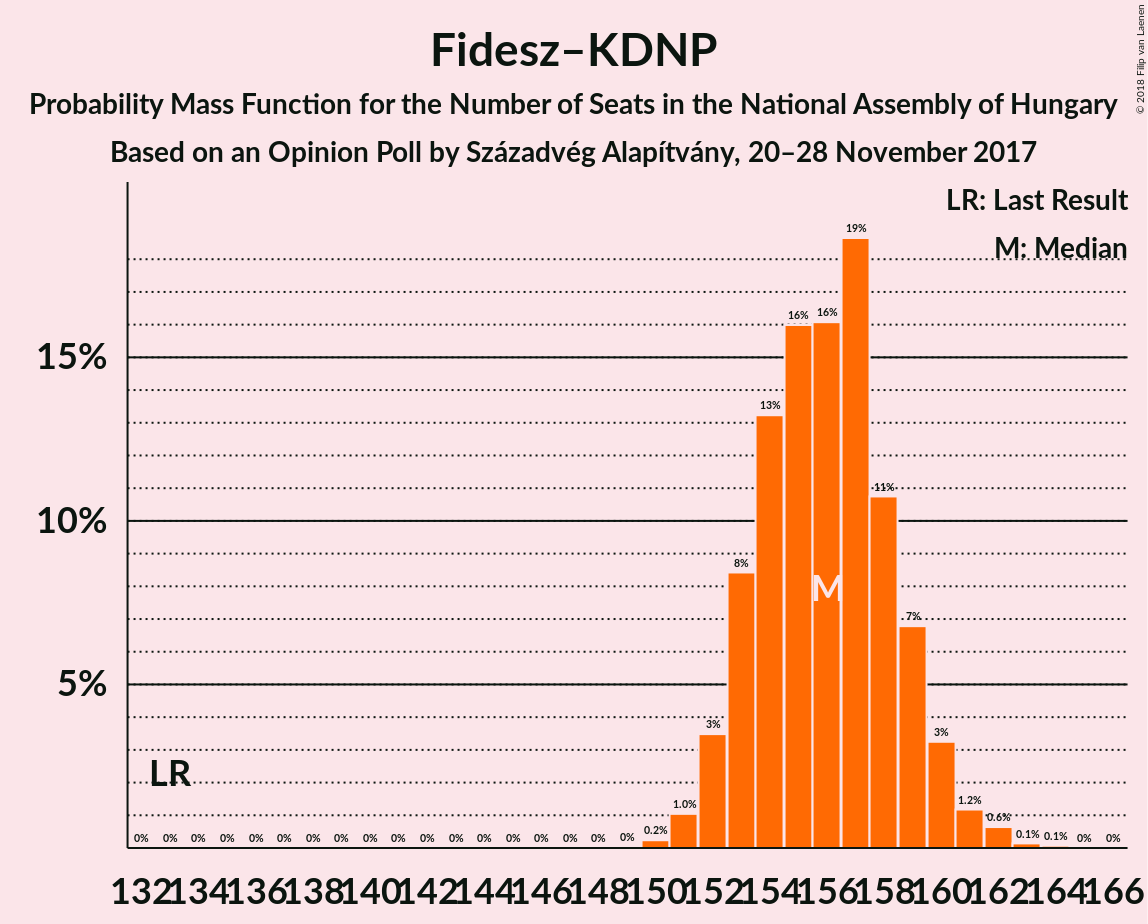 Fidesz–KDNP
Probability Mass Function for the Number of Seats in the National Assembly of Hungary
Based on an Opinion Poll by Századvég Alapítvány, 20–28 November 2017
© 2018 Filip van Laenen
LR: Last Result
M: Median
15%
10%
5%
LR
M
0% 0% 0% 0% 0% 0% 0% 0% 0% 0% 0% 0% 0% 0% 0% 0% 0% 0% 0.2% 1.0% 3% 8% 13% 16% 16% 19% 11% 7% 3% 1.2% 0.6% 0.1% 0.1% 0% 0%
132 134 136 138 140 142 144 146 148 150 152 154 156 158 160 162 164 166